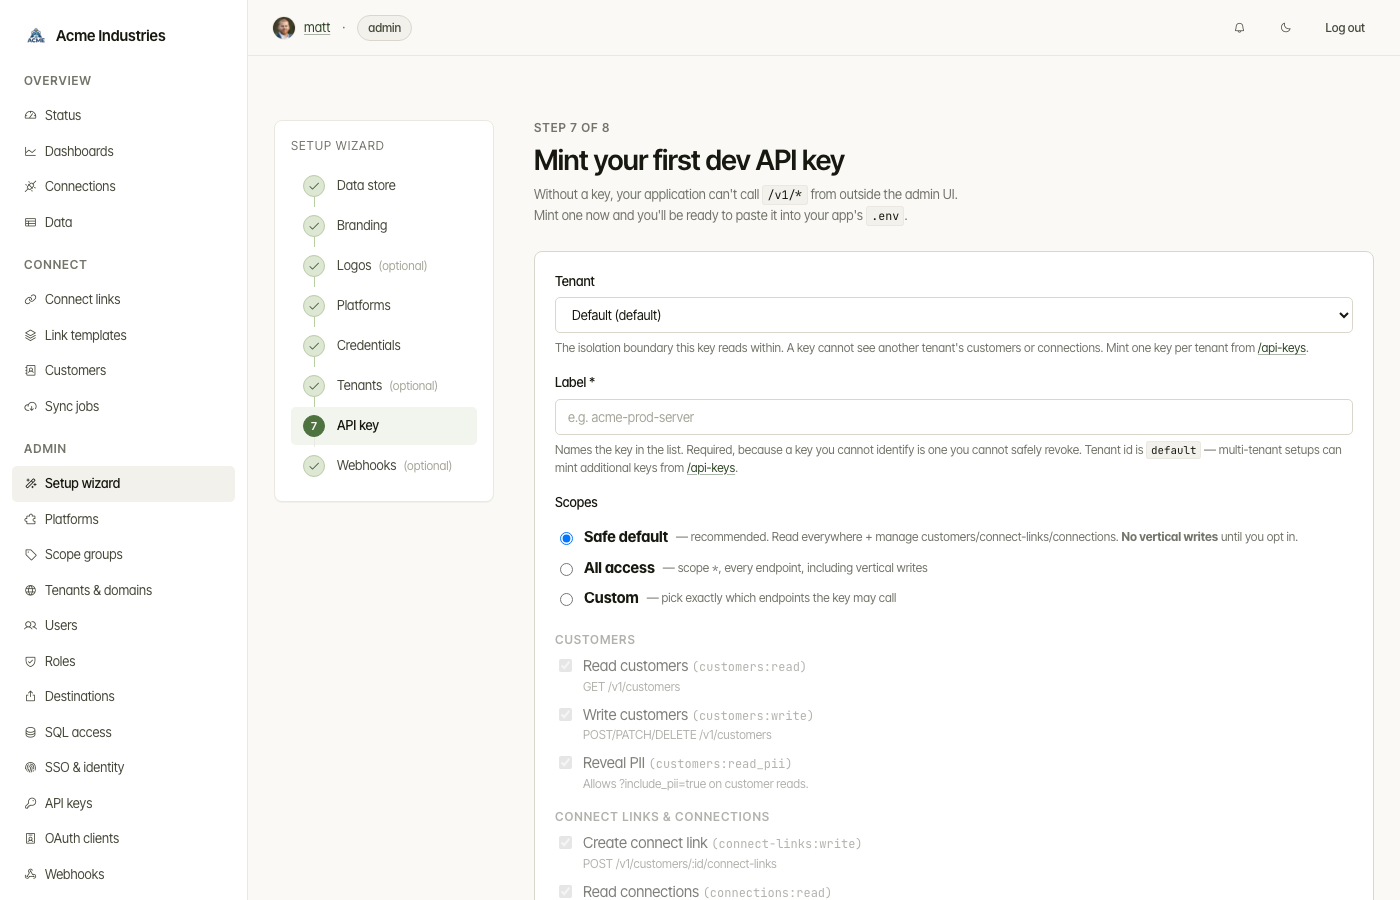 ACME
Acme Industries
OVERVIEW
Status
Dashboards
Connections
Data
CONNECT
Connect links
Link templates
Customers
Sync jobs
ADMIN
Setup wizard
Platforms
Scope groups
Tenants & domains
Users
Roles
Destinations
SQL access
SSO & identity
API keys
OAuth clients
Webhooks
matt · admin
Log out
SETUP WIZARD
Data store
Branding
Logos (optional)
Platforms
Credentials
Tenants (optional)
7 API key
Webhooks (optional)
STEP 7 OF 8
Mint your first dev API key
Without a key, your application can't call /v1/* from outside the admin UI.
Mint one now and you'll be ready to paste it into your app's .env.
Tenant
Default (default)
The isolation boundary this key reads within. A key cannot see another tenant's customers or connections. Mint one key per tenant from /api-keys.
Label *
e.g. acme-prod-server
Names the key in the list. Required, because a key you cannot identify is one you cannot safely revoke. Tenant id is default — multi-tenant setups can
mint additional keys from /api-keys.
Scopes
Safe default — recommended. Read everywhere + manage customers/connect-links/connections. No vertical writes until you opt in.
All access — scope *, every endpoint, including vertical writes
Custom — pick exactly which endpoints the key may call
CUSTOMERS
Read customers (customers:read)
GET /v1/customers
Write customers (customers:write)
POST/PATCH/DELETE /v1/customers
Reveal PII (customers:read_pii)
Allows ?include_pii=true on customer reads.
CONNECT LINKS & CONNECTIONS
Create connect link (connect-links:write)
POST /v1/customers/:id/connect-links
Read connections (connections:read)